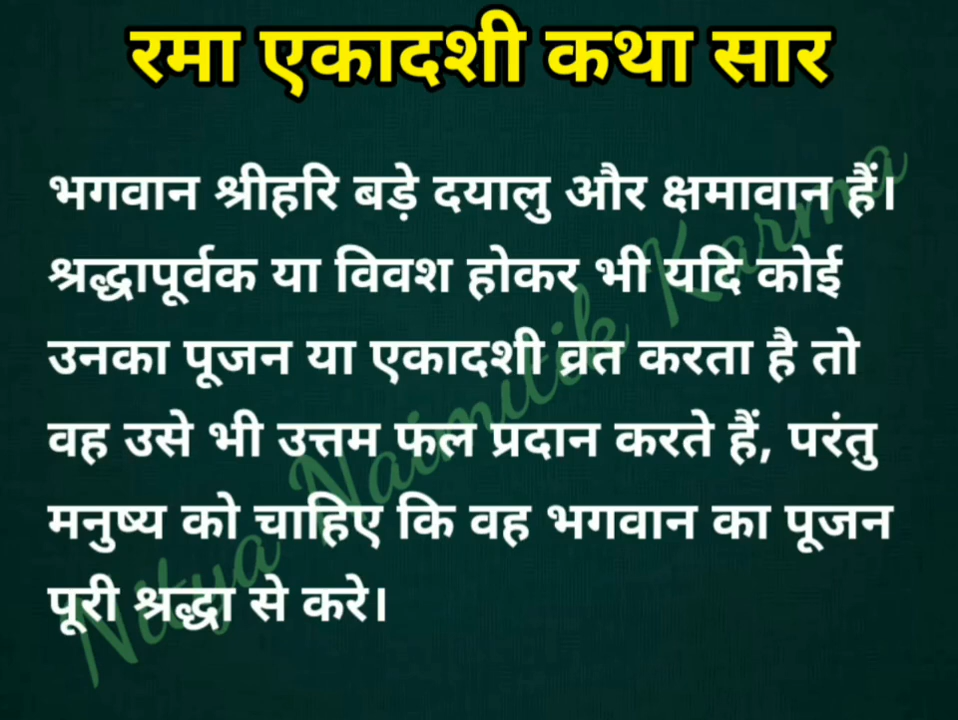 रमा एकादशी कथा सार
भगवान श्रीहरि बड़े दयालु और क्षमावान हैं।
श्रद्धापूर्वक या विवश होकर भी यदि कोई
उनका पूजन या एकादशी व्रत करता है तो
वह उसे भी उत्तम फल प्रदान करते हैं, परंतु
मनुष्य को चाहिए कि वह भगवान का पूजन
पूरी श्रद्धा से करे।
Nitya Naimitik Karma